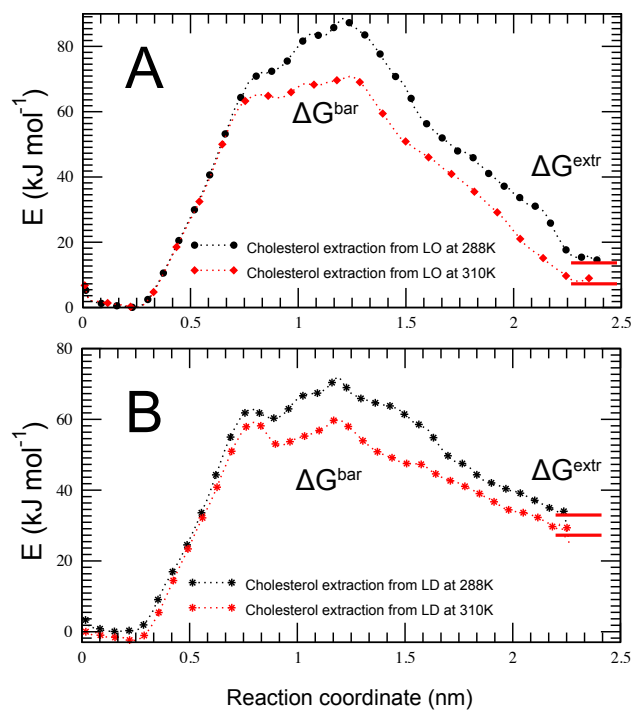 A
80
60
40
20
0
E (kJ mol⁻¹)
ΔG^bar
ΔG^extr
Cholesterol extraction from LO at 288K
Cholesterol extraction from LO at 310K
0 0.5 1 1.5 2 2.5
B
80
60
40
20
0
E (kJ mol⁻¹)
ΔG^bar
ΔG^extr
Cholesterol extraction from LD at 288K
Cholesterol extraction from LD at 310K
0 0.5 1 1.5 2 2.5
Reaction coordinate (nm)